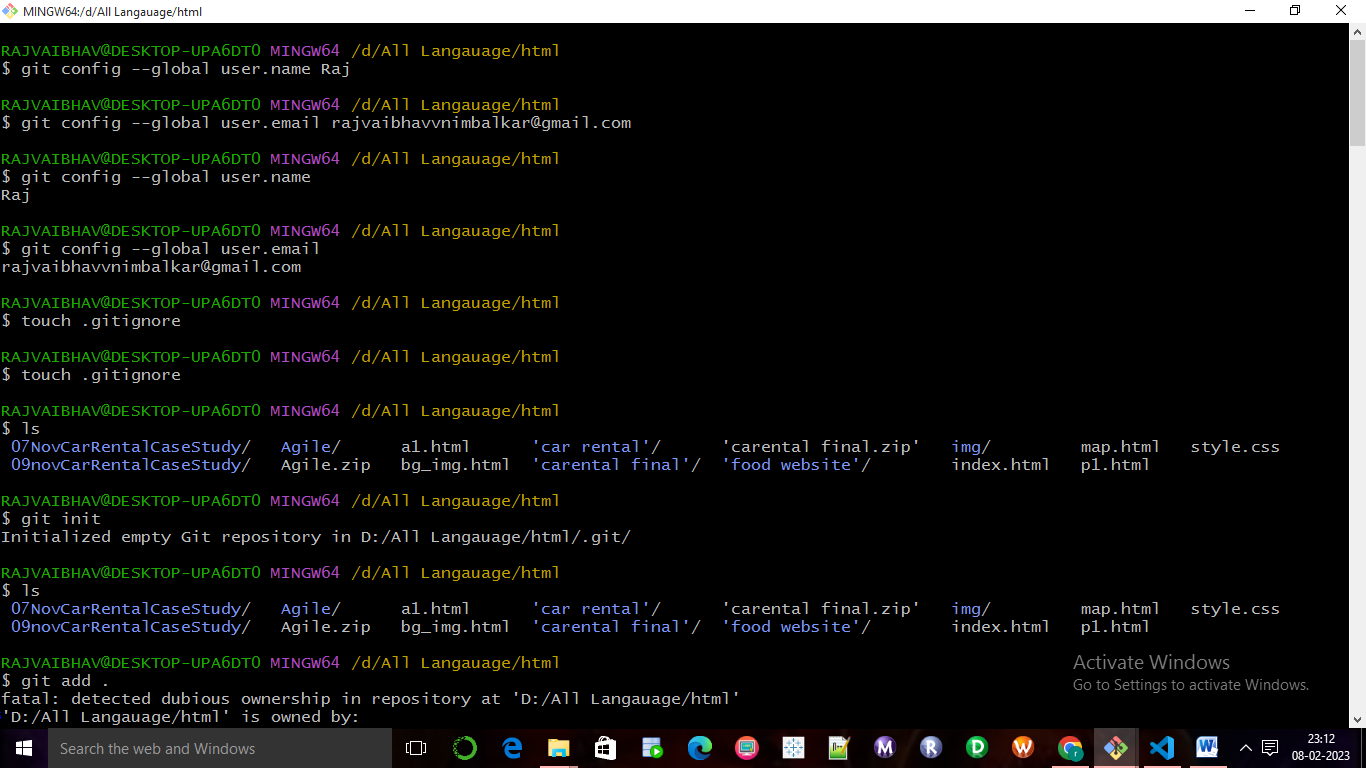 MINGW64:/d/All Langauage/html
RAJVAIBHAV@DESKTOP-UPA6DT0 MINGW64 /d/All Langauage/html
$ git config --global user.name Raj
RAJVAIBHAV@DESKTOP-UPA6DT0 MINGW64 /d/All Langauage/html
$ git config --global user.email rajvaibhavvnimbalkar@gmail.com
RAJVAIBHAV@DESKTOP-UPA6DT0 MINGW64 /d/All Langauage/html
$ git config --global user.name
Raj
RAJVAIBHAV@DESKTOP-UPA6DT0 MINGW64 /d/All Langauage/html
$ git config --global user.email
rajvaibhavvnimbalkar@gmail.com
RAJVAIBHAV@DESKTOP-UPA6DT0 MINGW64 /d/All Langauage/html
$ touch .gitignore
RAJVAIBHAV@DESKTOP-UPA6DT0 MINGW64 /d/All Langauage/html
$ touch .gitignore
RAJVAIBHAV@DESKTOP-UPA6DT0 MINGW64 /d/All Langauage/html
$ ls
07NovCarRentalCaseStudy/ Agile/ a1.html 'car rental'/ 'carental final.zip' img/ map.html style.css
09novCarRentalCaseStudy/ Agile.zip bg_img.html 'carental final'/ 'food website'/ index.html p1.html
RAJVAIBHAV@DESKTOP-UPA6DT0 MINGW64 /d/All Langauage/html
$ git init
Initialized empty Git repository in D:/All Langauage/html/.git/
RAJVAIBHAV@DESKTOP-UPA6DT0 MINGW64 /d/All Langauage/html
$ ls
07NovCarRentalCaseStudy/ Agile/ a1.html 'car rental'/ 'carental final.zip' img/ map.html style.css
09novCarRentalCaseStudy/ Agile.zip bg_img.html 'carental final'/ 'food website'/ index.html p1.html
RAJVAIBHAV@DESKTOP-UPA6DT0 MINGW64 /d/All Langauage/html
$ git add .
fatal: detected dubious ownership in repository at 'D:/All Langauage/html'
'D:/All Langauage/html' is owned by:
Activate Windows
Go to Settings to activate Windows.
Search the web and Windows
23:12
08-02-2023